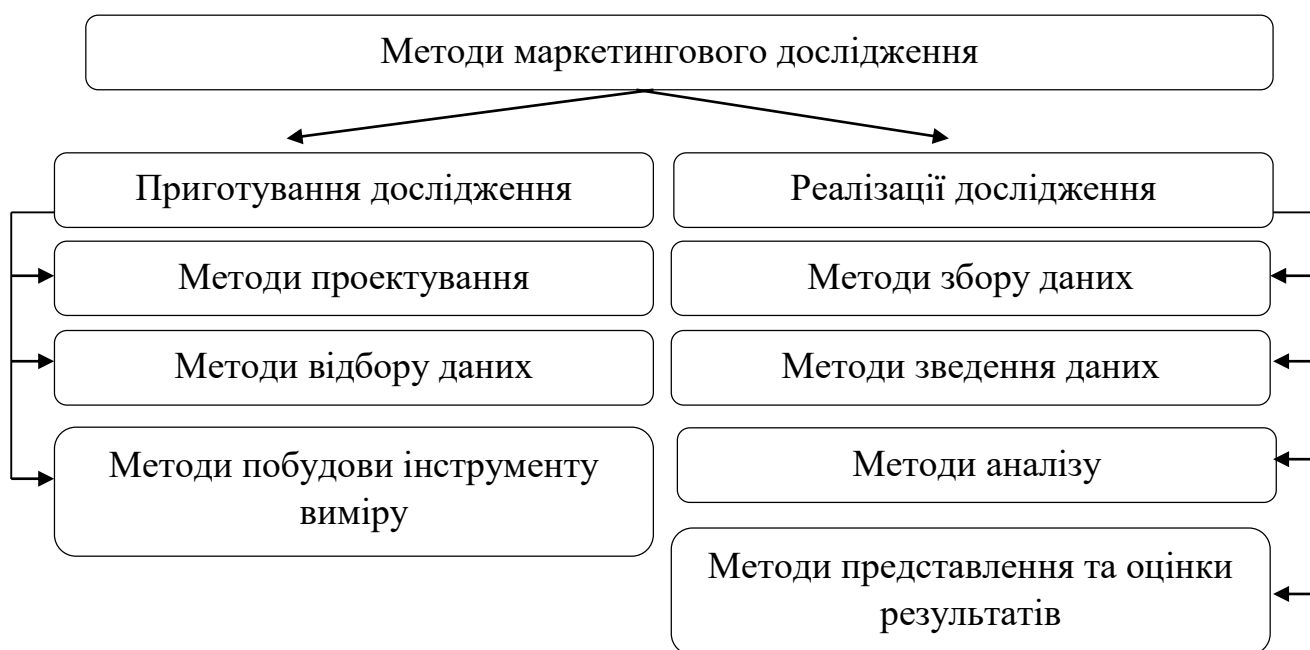 Методи маркетингового дослідження
Приготування дослідження
Реалізації дослідження
Методи проектування
Методи збору даних
Методи відбору даних
Методи зведення даних
Методи побудови інструменту
виміру
Методи аналізу
Методи представлення та оцінки
результатів